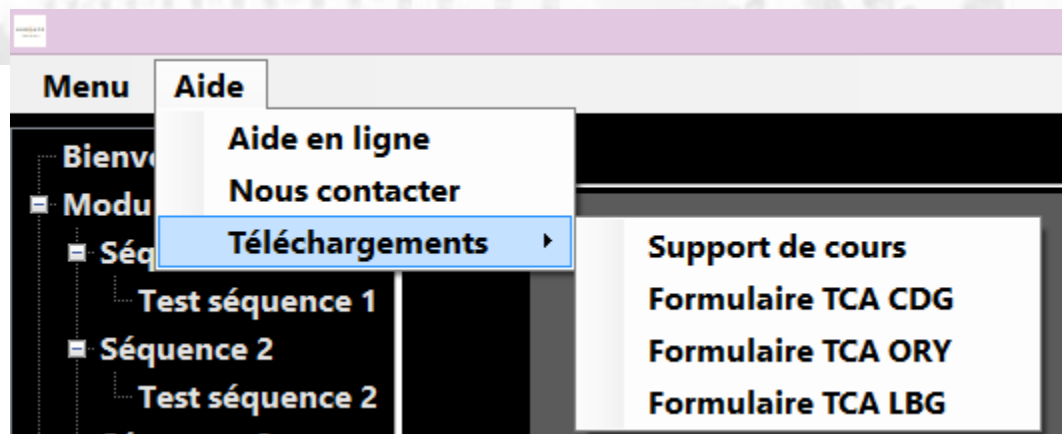 Menu Aide
Aide en ligne
Nous contacter
Téléchargements
Support de cours
Formulaire TCA CDG
Formulaire TCA ORY
Formulaire TCA LBG
Test séquence 1
Séquence 2
Test séquence 2